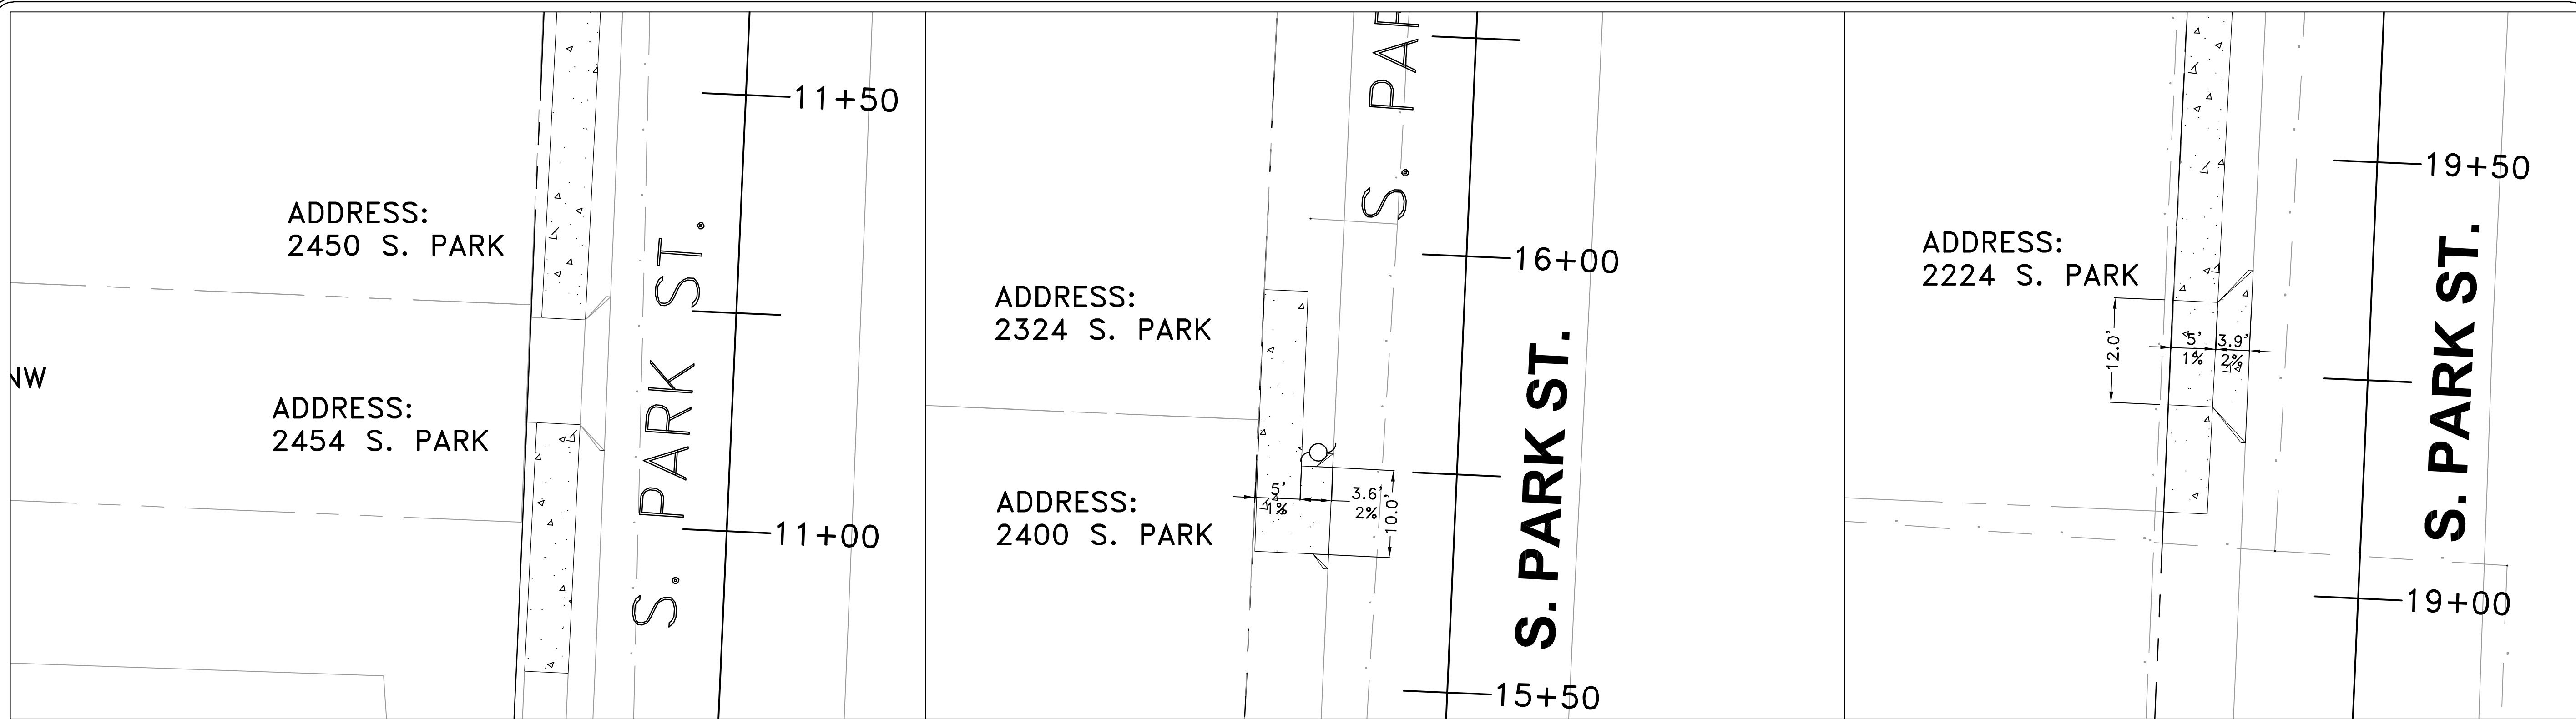 11+50
ADDRESS:
2450 S. PARK
S. PARK ST.
NW
ADDRESS:
2454 S. PARK
11+00
S.
S. PAR
16+00
ADDRESS:
2324 S. PARK
S. PARK ST.
ADDRESS:
2400 S. PARK
5'
1%
3.6'
2%
10.0'
15+50
19+50
ADDRESS:
2224 S. PARK
S. PARK ST.
12.0'
5'
1%
3.9'
2%
19+00